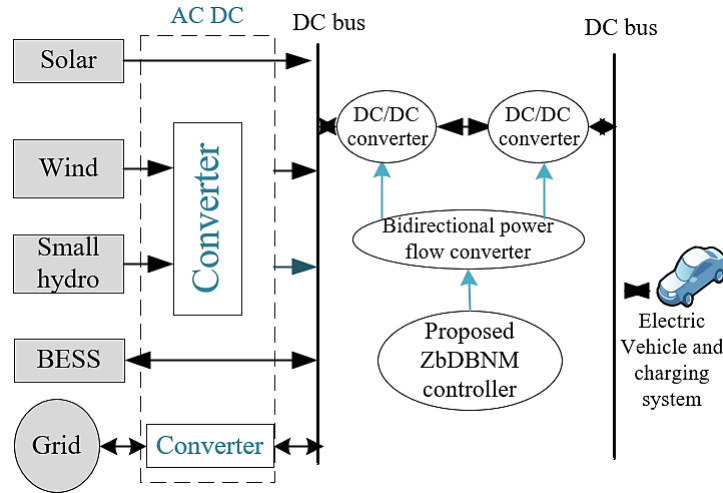 AC DC
DC bus
DC bus
Solar
DC/DC
converter
DC/DC
converter
Wind
Converter
Small
hydro
Bidirectional power
flow converter
BESS
Proposed
ZbDBNM
controller
Electric
Vehicle and
charging
system
Grid
Converter